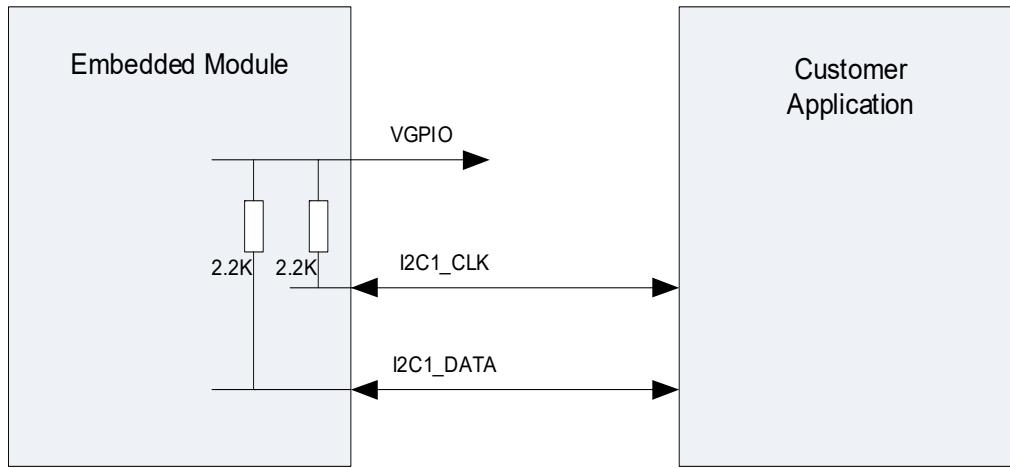 Embedded Module
Customer
Application
VGPIO
2.2K
2.2K
I2C1_CLK
I2C1_DATA